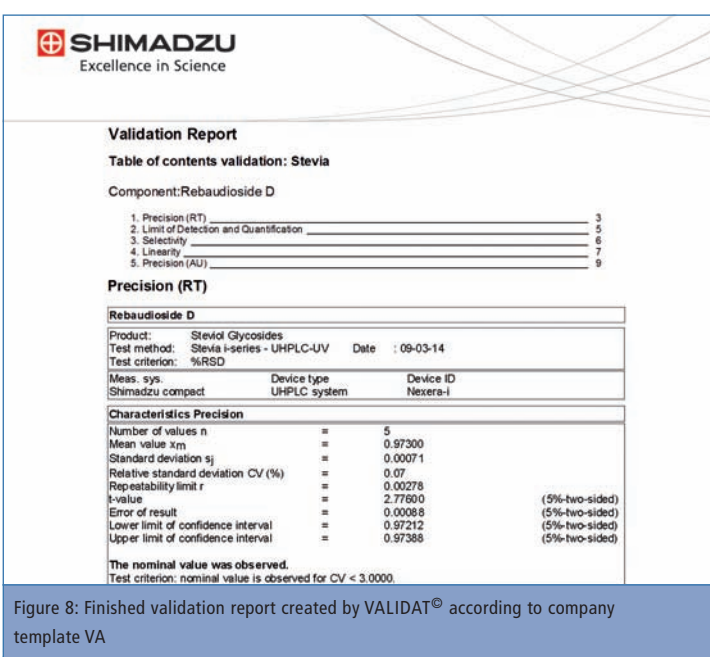 SHIMADZU
Excellence in Science
Validation Report
Table of contents validation: Stevia
Component:Rebaudioside D
1. Precision (RT) 3
2. Limit of Detection and Quantification 5
3. Selectivity 6
4. Linearity 7
5. Precision (AU) 9
Precision (RT)
Rebaudioside D
Product: Steviol Glycosides
Test method: Stevia i-series - UHPLC-UV Date : 09-03-14
Test criterion: %RSD
Meas. sys. Device type Device ID
Shimadzu compact UHPLC system Nexera-i
Characteristics Precision
Number of values n = 5
Mean value xm = 0.97300
Standard deviation sj = 0.00071
Relative standard deviation CV (%) = 0.07
Repeatability limit r = 0.00278
t-value = 2.77600 (5%-two-sided)
Error of result = 0.00088 (5%-two-sided)
Lower limit of confidence interval = 0.97212 (5%-two-sided)
Upper limit of confidence interval = 0.97388 (5%-two-sided)
The nominal value was observed.
Test criterion: nominal value is observed for CV < 3.0000.
Figure 8: Finished validation report created by VALIDAT© according to company
template VA